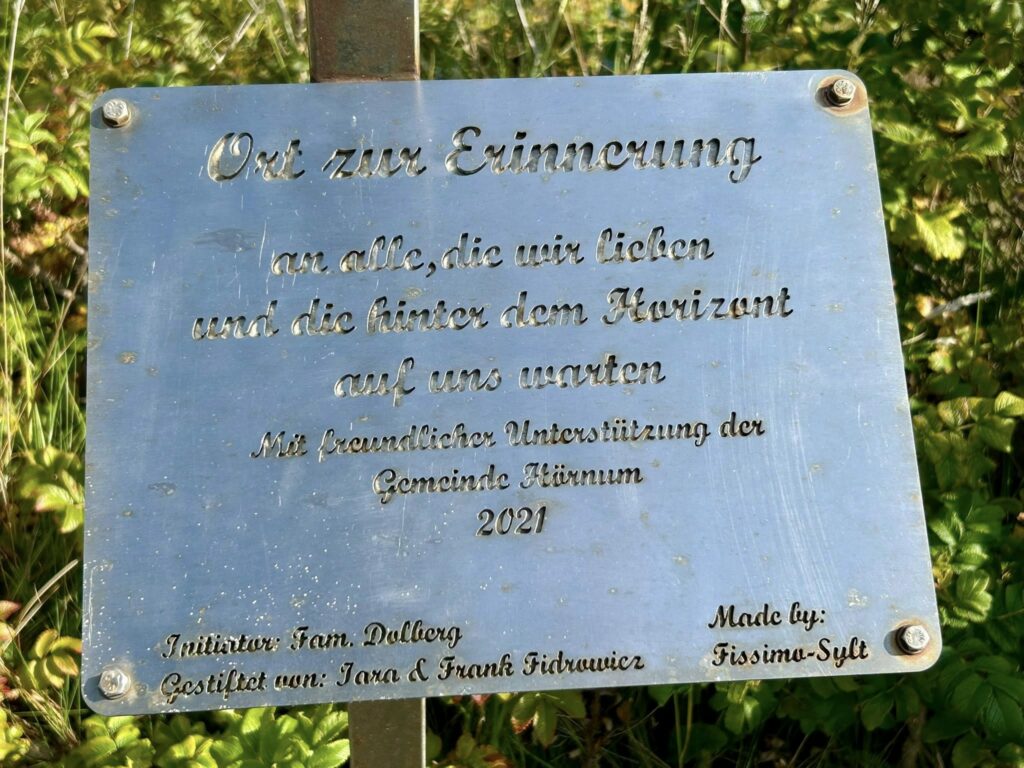 Ort zur Erinnerung
an alle, die wir lieben
und die hinter dem Horizont
auf uns warten
Mit freundlicher Unterstützung der
Gemeinde Hörnum
2021
Initiator: Fam. Dolberg
Gestiftet von: Jara & Frank Fidrowicz
Made by:
Fissimo-Sylt